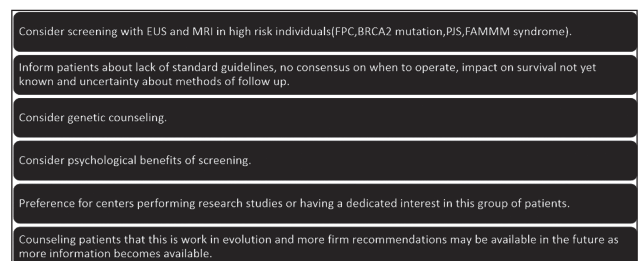 Consider screening with EUS and MRI in high risk individuals(FPC,BRCA2 mutation,PJS,FAMMM syndrome).
Inform patients about lack of standard guidelines, no consensus on when to operate, impact on survival not yet
known and uncertainty about methods of follow up.
Consider genetic counseling.
Consider psychological benefits of screening.
Preference for centers performing research studies or having a dedicated interest in this group of patients.
Counseling patients that this is work in evolution and more firm recommendations may be available in the future as
more information becomes available.